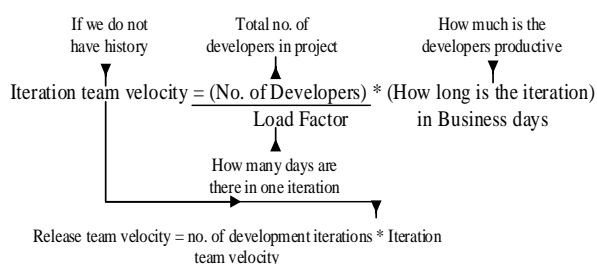 If we do not
have history
Total no. of
developers in project
How much is the
developers productive
Iteration team velocity = (No. of Developers) * (How long is the iteration)
Load Factor
in Business days
How many days are
there in one iteration
Release team velocity = no. of development iterations * Iteration
team velocity